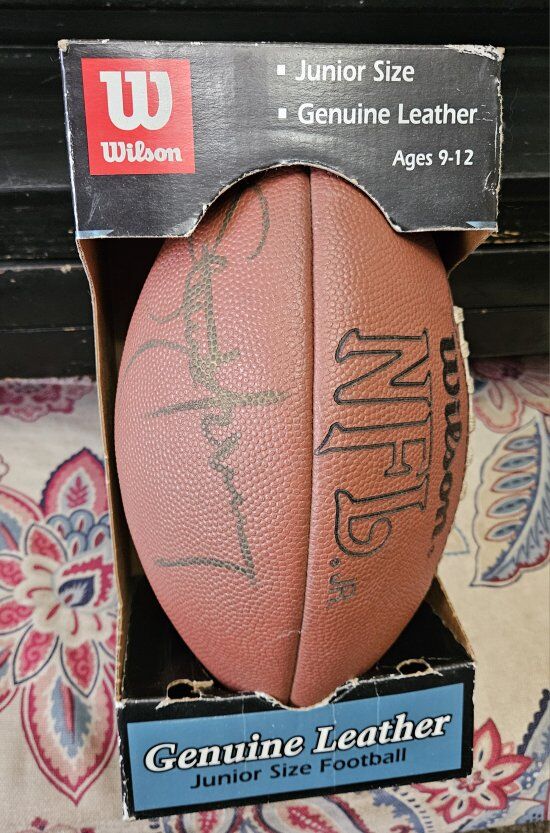 W
Wilson
▪ Junior Size
▪ Genuine Leather
Ages 9-12
Wilson®
NFL.JR
Genuine Leather
Junior Size Football